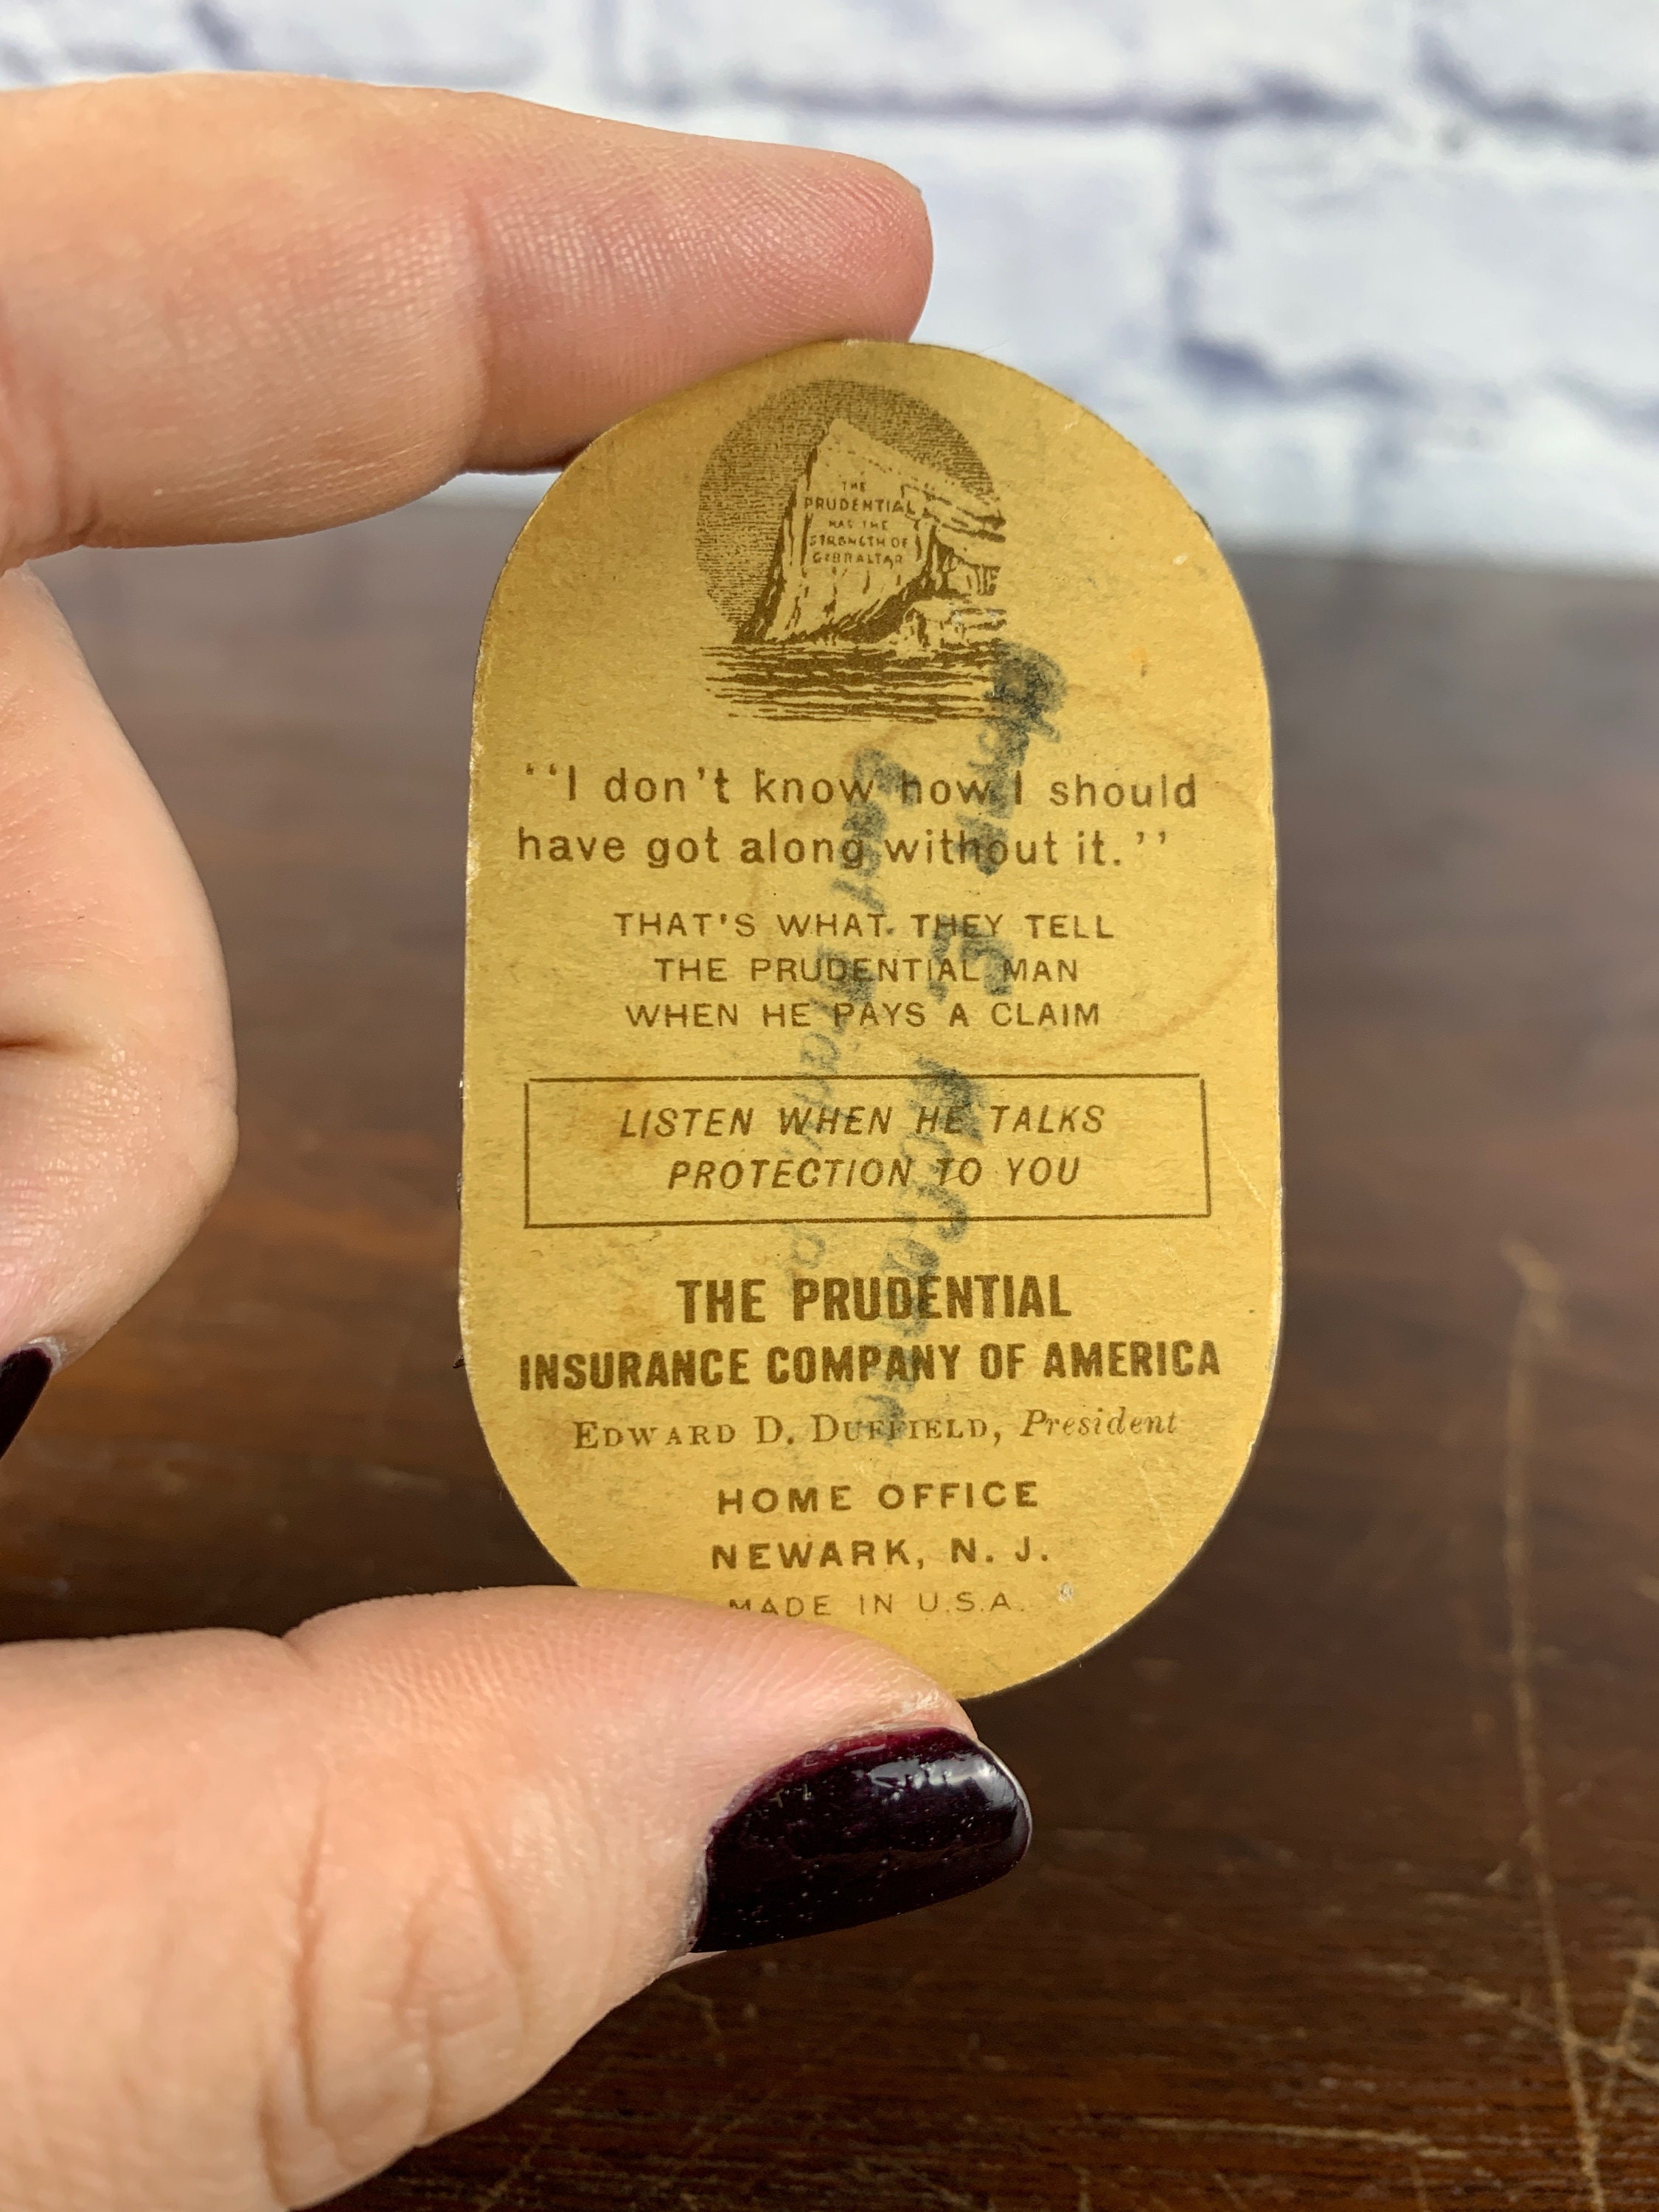 THE
PRUDENTIAL
HAS THE
STRENGTH OF
GIBRALTAR
‘‘I don’t know how I should
have got along without it.’’
THAT'S WHAT THEY TELL
THE PRUDENTIAL MAN
WHEN HE PAYS A CLAIM
LISTEN WHEN HE TALKS
PROTECTION TO YOU
THE PRUDENTIAL
INSURANCE COMPANY OF AMERICA
EDWARD D. DUFFIELD, President
HOME OFFICE
NEWARK, N. J.
MADE IN U.S.A.